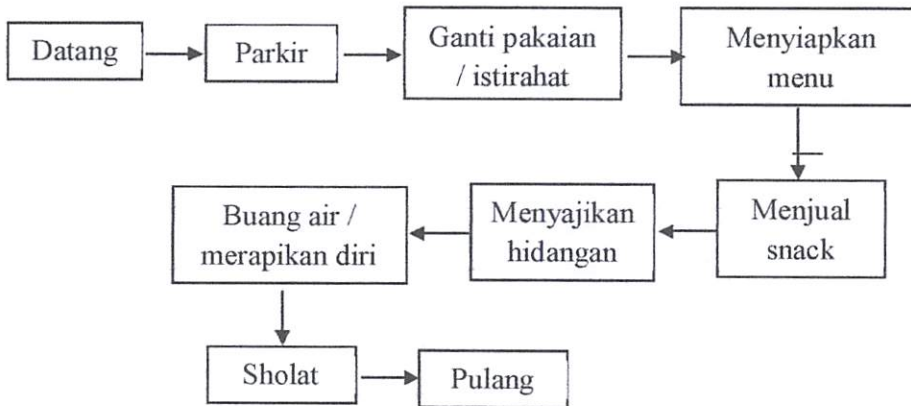 Datang
Parkir
Ganti pakaian
/ istirahat
Menyiapkan
menu
Menjual
snack
Menyajikan
hidangan
Buang air /
merapikan diri
Sholat
Pulang